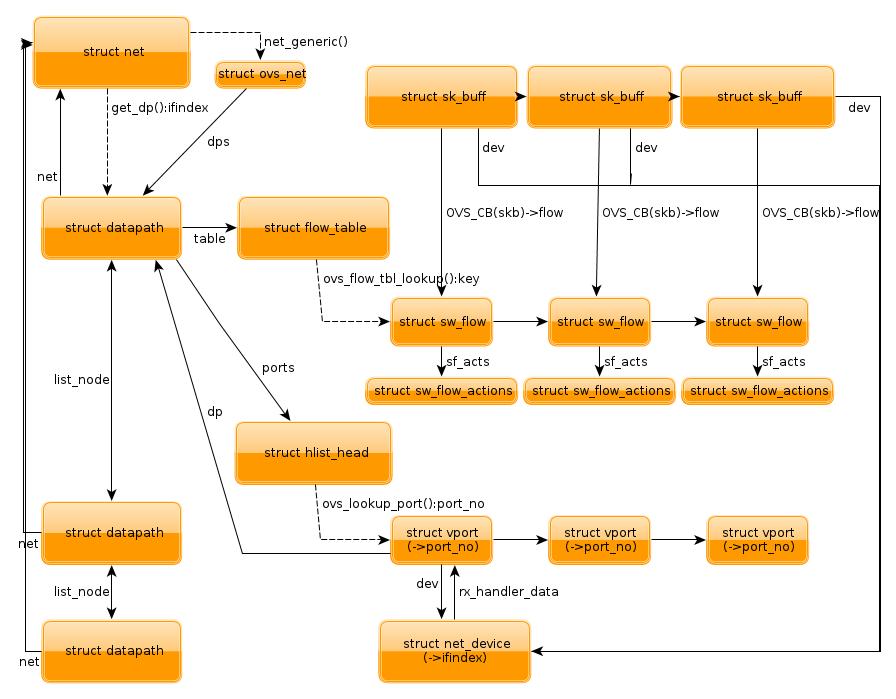 struct net
net_generic()
struct ovs_net
struct sk_buff
struct sk_buff
struct sk_buff
dev
get_dp():ifindex
dps
dev
dev
net
OVS_CB(skb)->flow
OVS_CB(skb)->flow
OVS_CB(skb)->flow
struct datapath
table
struct flow_table
ovs_flow_tbl_lookup():key
struct sw_flow
struct sw_flow
struct sw_flow
sf_acts
sf_acts
sf_acts
list_node
ports
struct sw_flow_actions
struct sw_flow_actions
struct sw_flow_actions
dp
struct hlist_head
ovs_lookup_port():port_no
struct datapath
net
struct vport
(->port_no)
struct vport
(->port_no)
struct vport
(->port_no)
list_node
dev
rx_handler_data
struct datapath
net
struct net_device
(->ifindex)